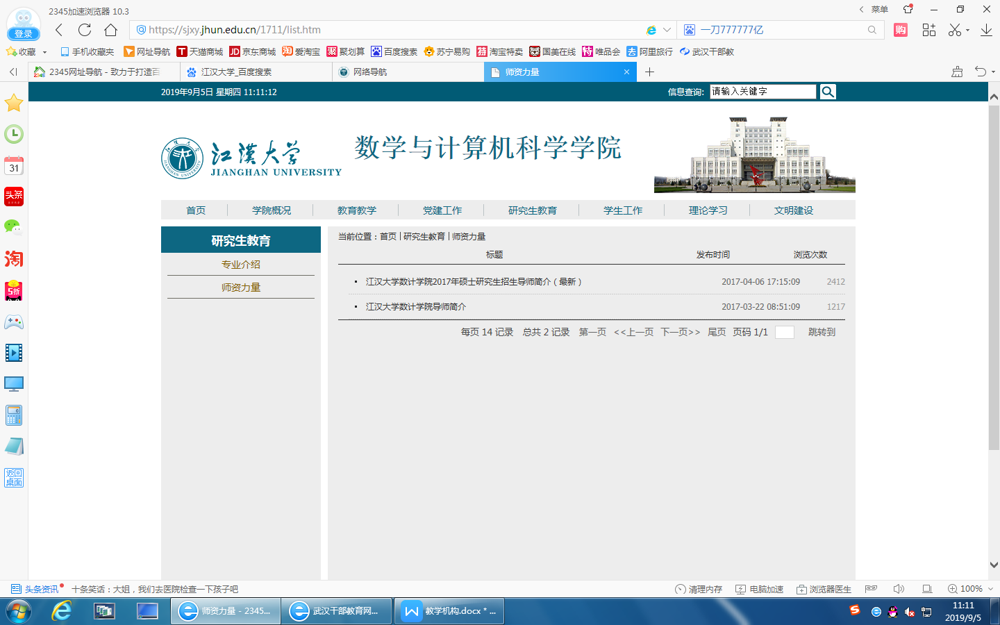 2345加速浏览器 10.3
菜单
登录
https://sjxy.jhun.edu.cn/1711/list.htm
一刀777777亿
购
收藏 手机收藏夹 网址导航 天猫商城 京东商城 爱淘宝 聚划算 百度搜索 苏宁易购 淘宝特卖 国美在线 唯品会 阿里旅行 武汉干部教
2345网址导航 - 致力于打造百 江汉大学_百度搜索 网络导航 师资力量
2019年9月5日 星期四 11:11:12
信息查询: 请输入关键字
31
头条
淘
5折
返回
桌面
江汉大学
JIANGHAN UNIVERSITY
数学与计算机科学学院
首页 学院概况 教育教学 党建工作 研究生教育 学生工作 理论学习 文明建设
研究生教育
专业介绍
师资力量
当前位置：首页 | 研究生教育 | 师资力量
标题 发布时间 浏览次数
江汉大学数计学院2017年硕士研究生招生导师简介（最新） 2017-04-06 17:15:09 2412
江汉大学数计学院导师简介 2017-03-22 08:51:09 1217
每页 14 记录 总共 2 记录 第一页 <<上一页 下一页>> 尾页 页码 1/1 跳转到
头条资讯 十条笑话：大姐，我们去医院检查一下孩子吧
清理内存 电脑加速 浏览器医生 100%
师资力量 - 2345... 武汉干部教育网... 教学机构.docx * ...
11:11
2019/9/5